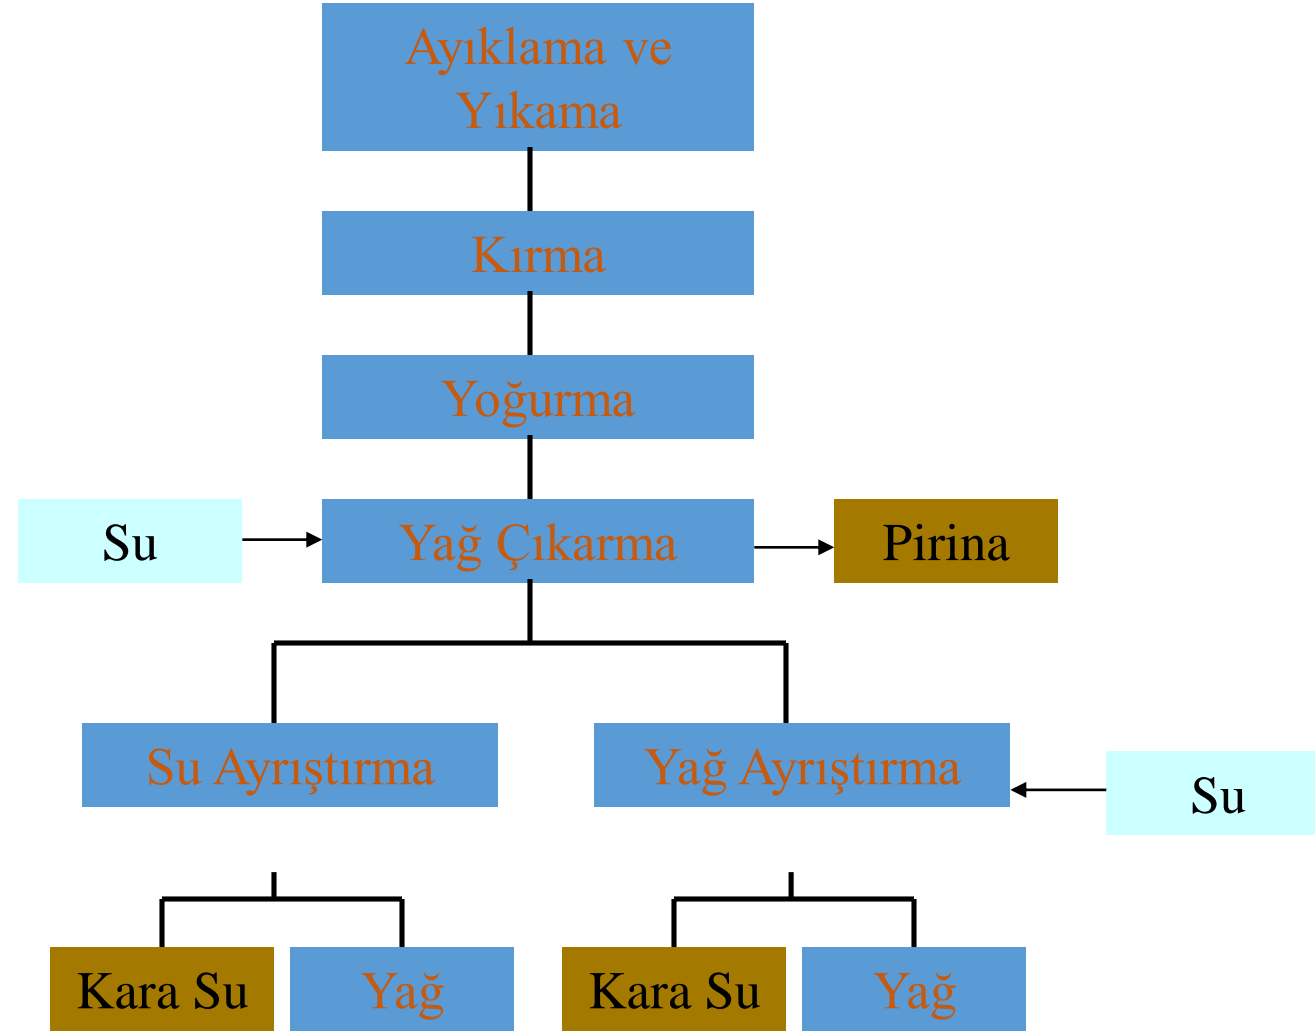 Ayıklama ve
Yıkama
Kırma
Yoğurma
Su
Yağ Çıkarma
Pirina
Su Ayrıştırma
Yağ Ayrıştırma
Su
Kara Su
Yağ
Kara Su
Yağ